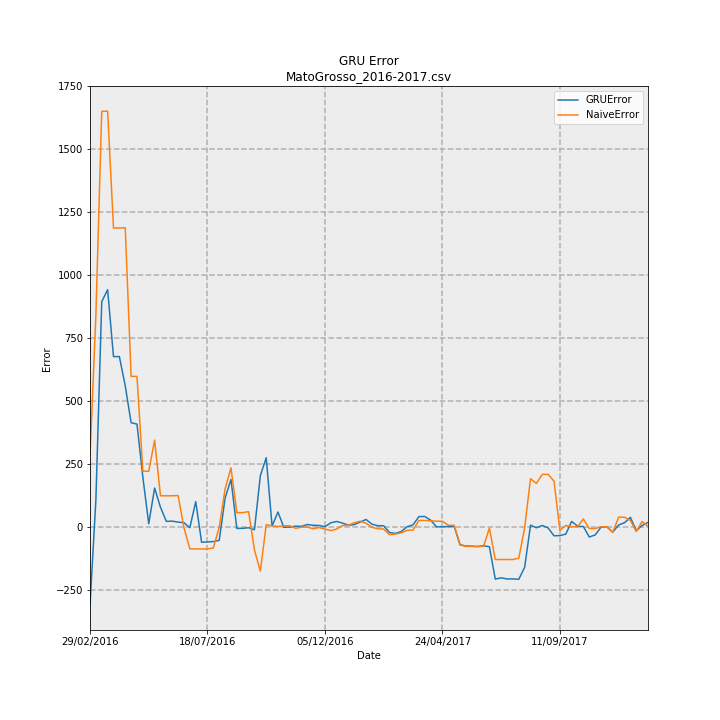 GRU Error
MatoGrosso_2016-2017.csv
GRUError
NaiveError
1750
1500
1250
1000
750
500
250
0
−250
Error
29/02/2016
18/07/2016
05/12/2016
24/04/2017
11/09/2017
Date